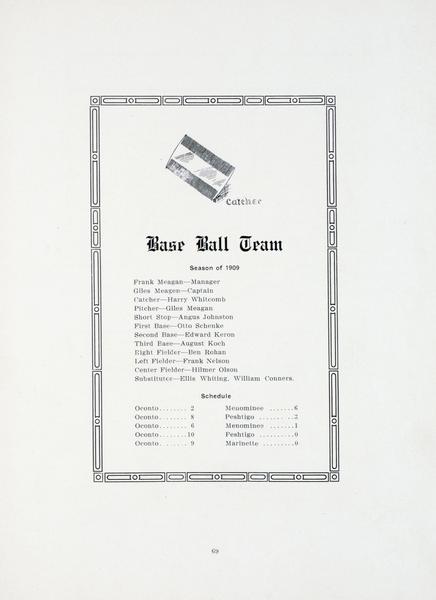 Catcher
Base Ball Team
Season of 1909
Frank Meagan—Manager
Giles Meagen—Captain
Catcher—Harry Whitcomb
Pitcher—Giles Meagan
Short Stop—Angus Johnston
First Base—Otto Schenke
Second Base—Edward Keron
Third Base—August Koch
Right Fielder—Ben Rohan
Left Fielder—Frank Nelson
Center Fielder—Hilmer Olson
Substitutes—Ellis Whiting, William Conners.
Schedule
Oconto........ 2 Menominee .......6
Oconto........ 8 Peshtigo ..........2
Oconto........ 6 Menominee .......1
Oconto........10 Peshtigo ..........0
Oconto........ 9 Marinette .........0
69